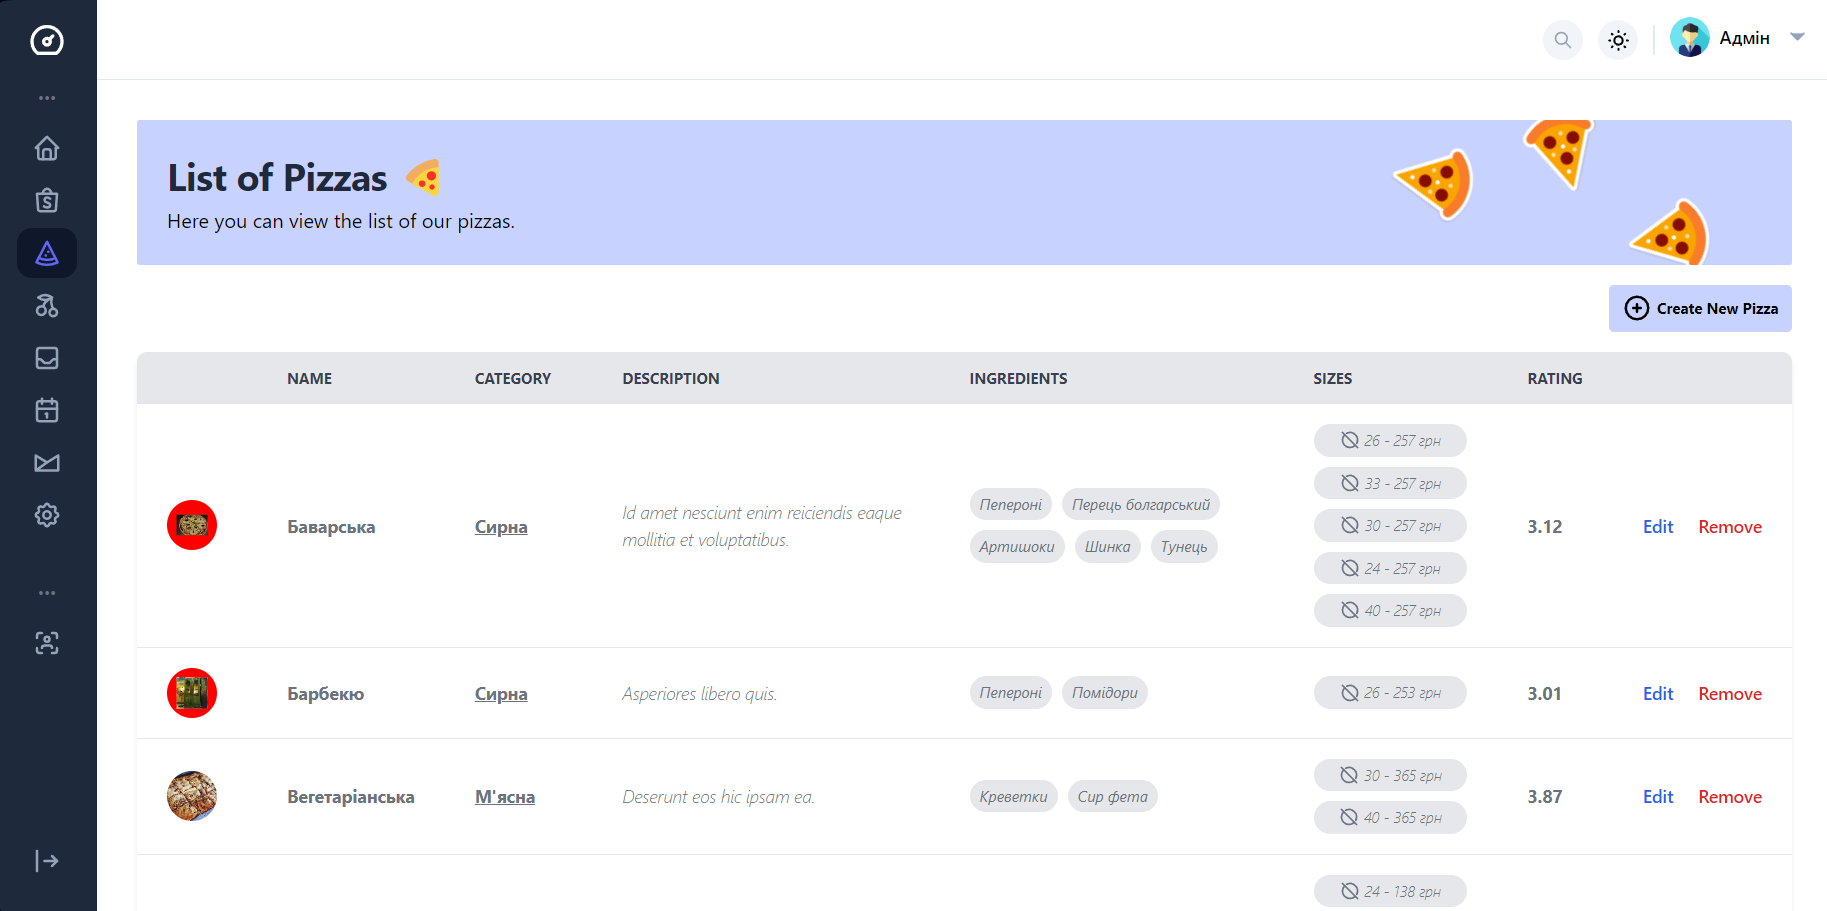 Адмін
List of Pizzas
Here you can view the list of our pizzas.
Create New Pizza
NAME CATEGORY DESCRIPTION INGREDIENTS SIZES RATING
26 - 257 грн
33 - 257 грн
Пепероні Перець болгарський
Баварська Сирна Id amet nesciunt enim reiciendis eaque
mollitia et voluptatibus.
30 - 257 грн
3.12 Edit Remove
Артишоки Шинка Тунець
24 - 257 грн
40 - 257 грн
Барбекю Сирна Asperiores libero quis. Пепероні Помідори 26 - 253 грн 3.01 Edit Remove
30 - 365 грн
Вегетаріанська М'ясна Deserunt eos hic ipsam ea. Креветки Сир фета 3.87 Edit Remove
40 - 365 грн
24 - 138 грн